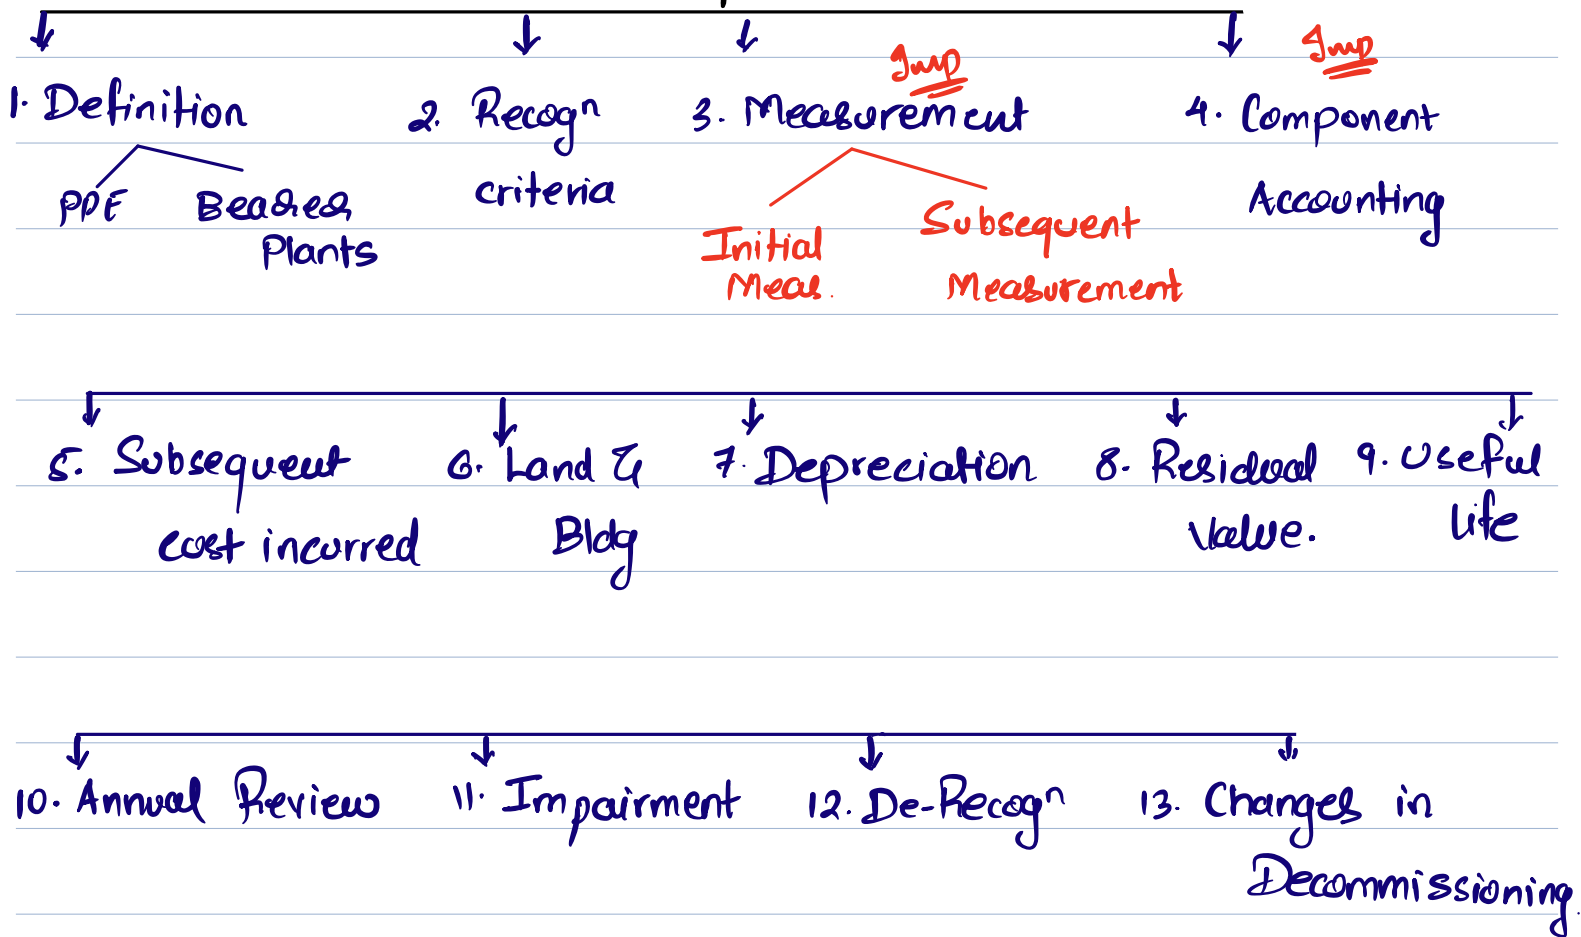 Imp
Imp
1. Definition
2. Recogⁿ
3. Measurement
4. Component
PPE
Bearer
Plants
criteria
Initial
Meas.
Subsequent
Measurement
Accounting
5. Subsequent
cost incurred
6. Land &
Bldg
7. Depreciation
8. Residual
Value.
9. Useful
life
10. Annual Review
11. Impairment
12. De-Recogⁿ
13. Changes in
Decommissioning.